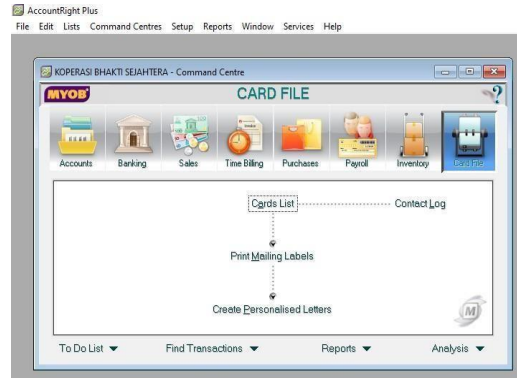 AccountRight Plus
File Edit Lists Command Centres Setup Reports Window Services Help
KOPERASI BHAKTI SEJAHTERA - Command Centre
MYOB CARD FILE
Accounts Banking Sales Time Billing Purchases Payroll Inventory Card File
Cards List Contact Log
Print Mailing Labels
Create Personalised Letters
To Do List Find Transactions Reports Analysis